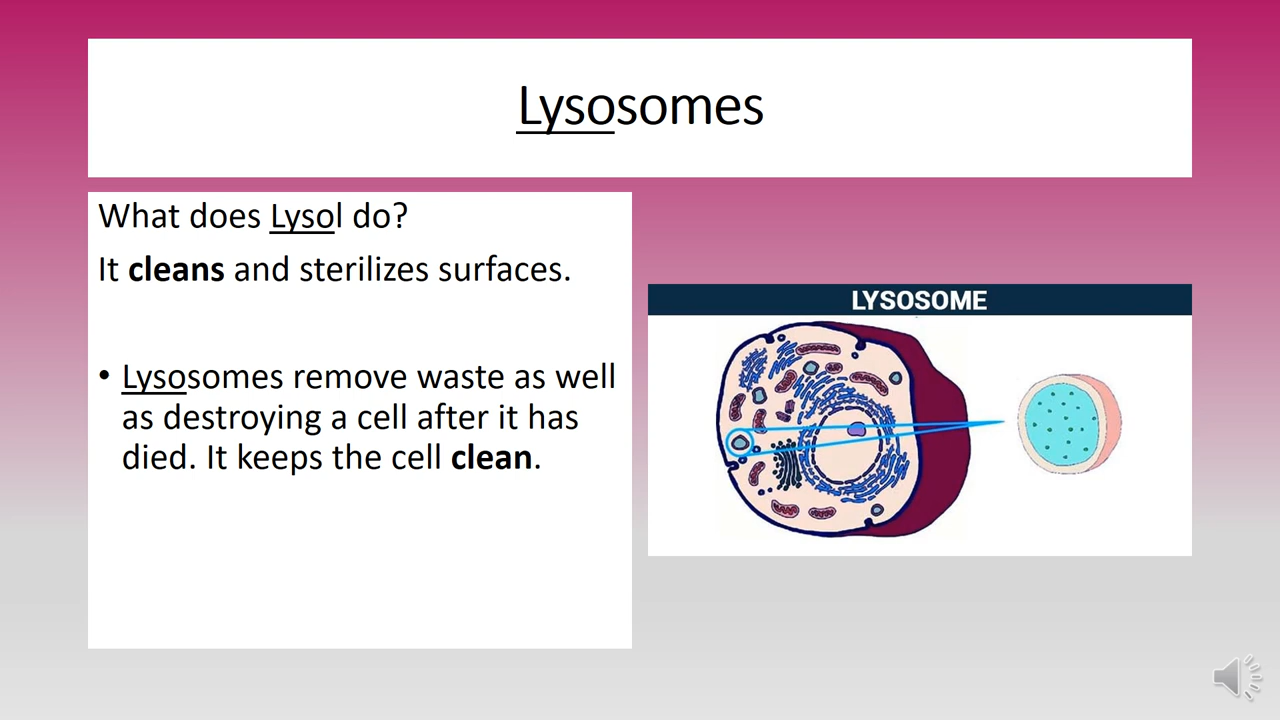 Lysosomes
What does Lysol do?
It cleans and sterilizes surfaces.
• Lysosomes remove waste as well
as destroying a cell after it has
died. It keeps the cell clean.
LYSOSOME